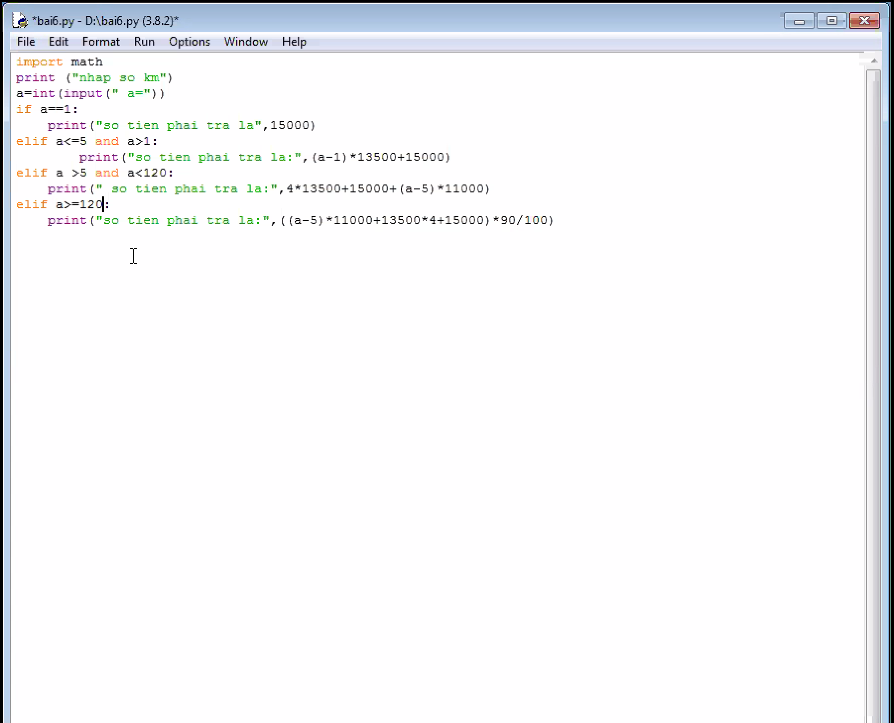 *bai6.py - D:\bai6.py (3.8.2)*
File Edit Format Run Options Window Help
import math
print ("nhap so km")
a=int(input(" a="))
if a==1:
    print("so tien phai tra la",15000)
elif a<=5 and a>1:
        print("so tien phai tra la:",(a-1)*13500+15000)
elif a >5 and a<120:
    print(" so tien phai tra la:",4*13500+15000+(a-5)*11000)
elif a>=120:
    print("so tien phai tra la:",((a-5)*11000+13500*4+15000)*90/100)